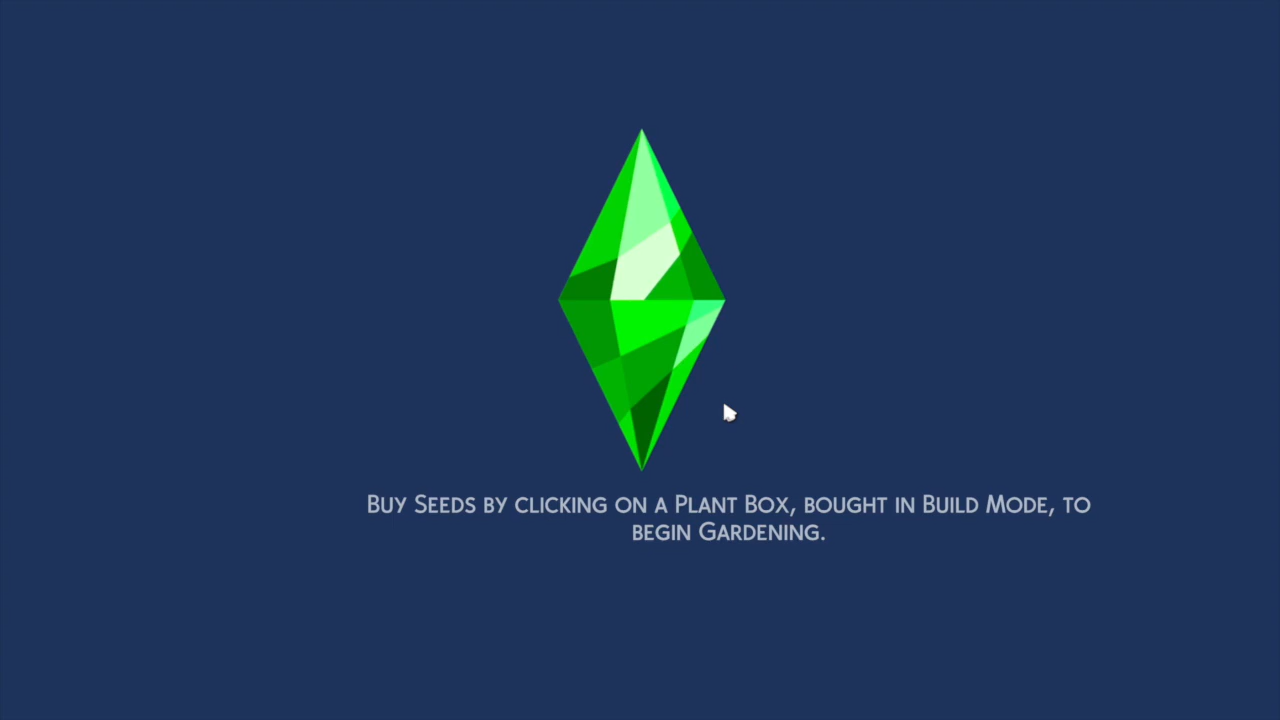 Buy Seeds by clicking on a Plant Box, bought in Build Mode, to
begin Gardening.